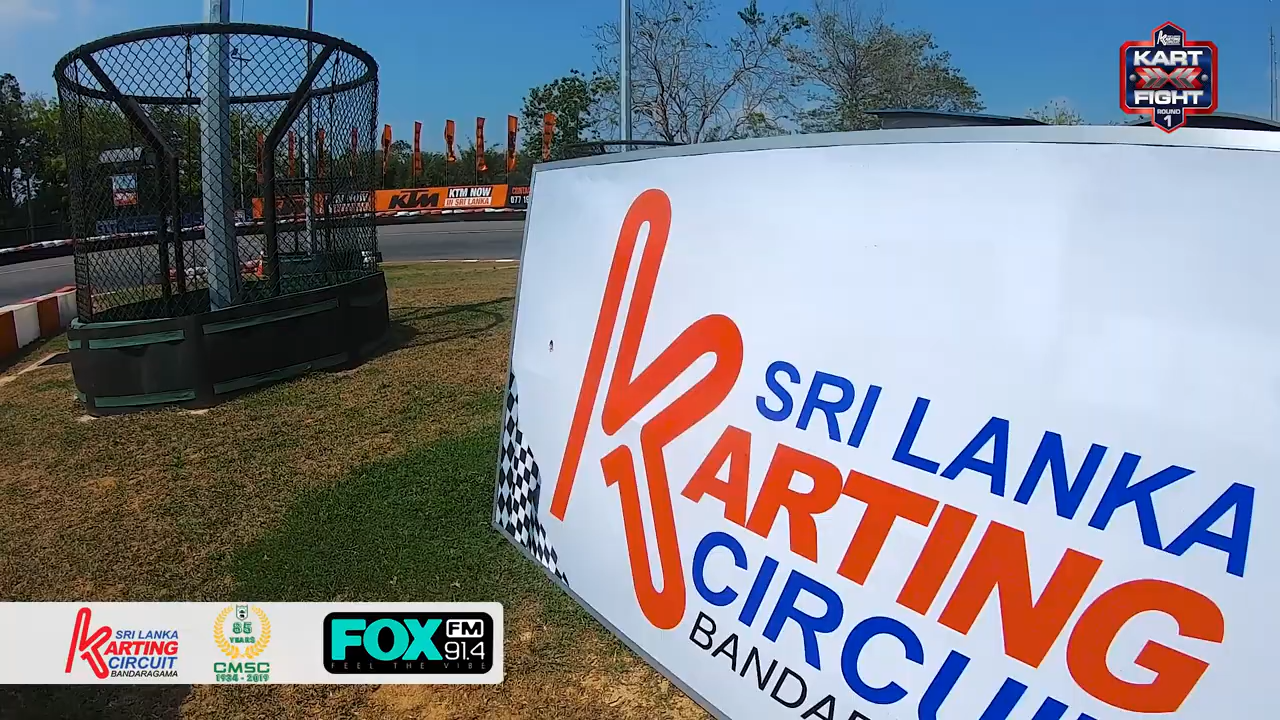 KART
FIGHT
ROUND
1
KTM
KTM NOW
IN SRI LANKA
SRI LANKA
KARTING
CIRCUIT
SRI LANKA
KARTING
CIRCUIT
BANDARAGAMA
85
YEARS
CMSC
1934 - 2019
FOX FM
91.4
FEEL THE VIBE